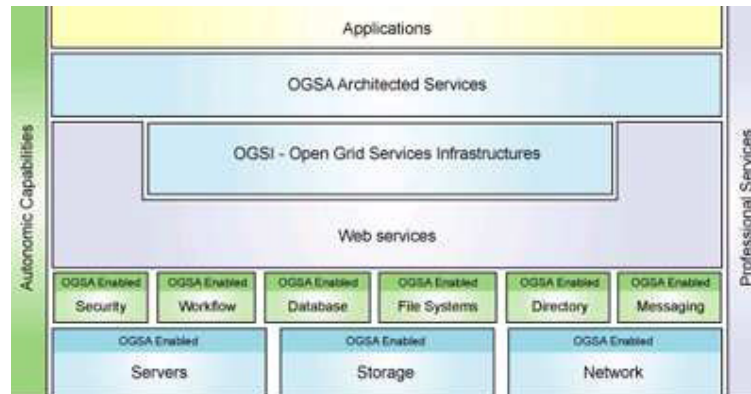 Applications
OGSA Architected Services
OGSI - Open Grid Services Infrastructures
Web services
OGSA Enabled OGSA Enabled OGSA Enabled OGSA Enabled OGSA Enabled OGSA Enabled
Security Workflow Database File Systems Directory Messaging
OGSA Enabled OGSA Enabled OGSA Enabled
Servers Storage Network
Autonomic Capabilities
Professional Services